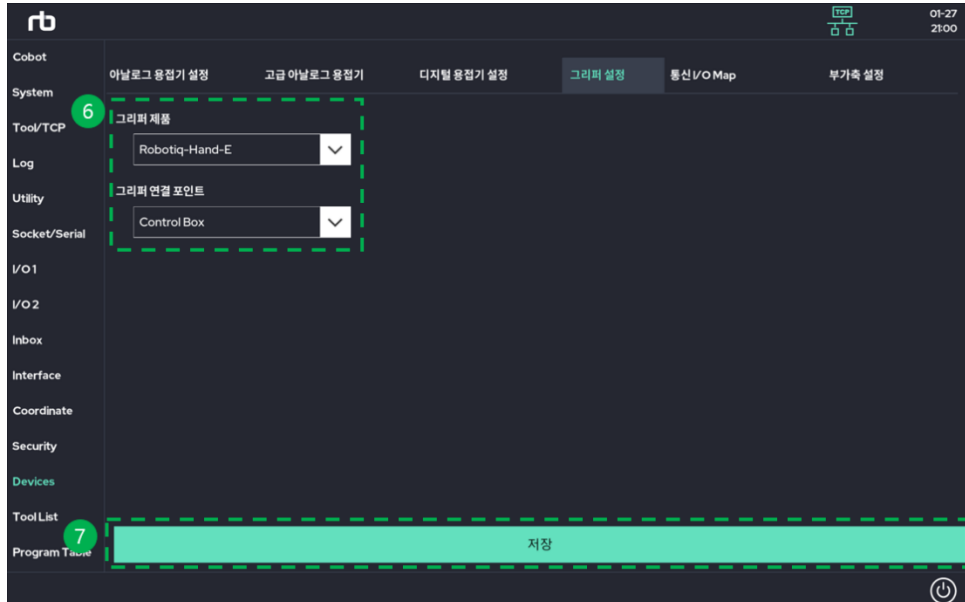 rb
TCP
01-27
21:00
Cobot
System
Tool/TCP
Log
Utility
Socket/Serial
I/O 1
I/O 2
Inbox
Interface
Coordinate
Security
Devices
Tool List
Program Table
아날로그 용접기 설정
고급 아날로그 용접기
디지털 용접기 설정
그리퍼 설정
통신 I/O Map
부가축 설정
6
그리퍼 제품
Robotiq-Hand-E
그리퍼 연결 포인트
Control Box
7
저장